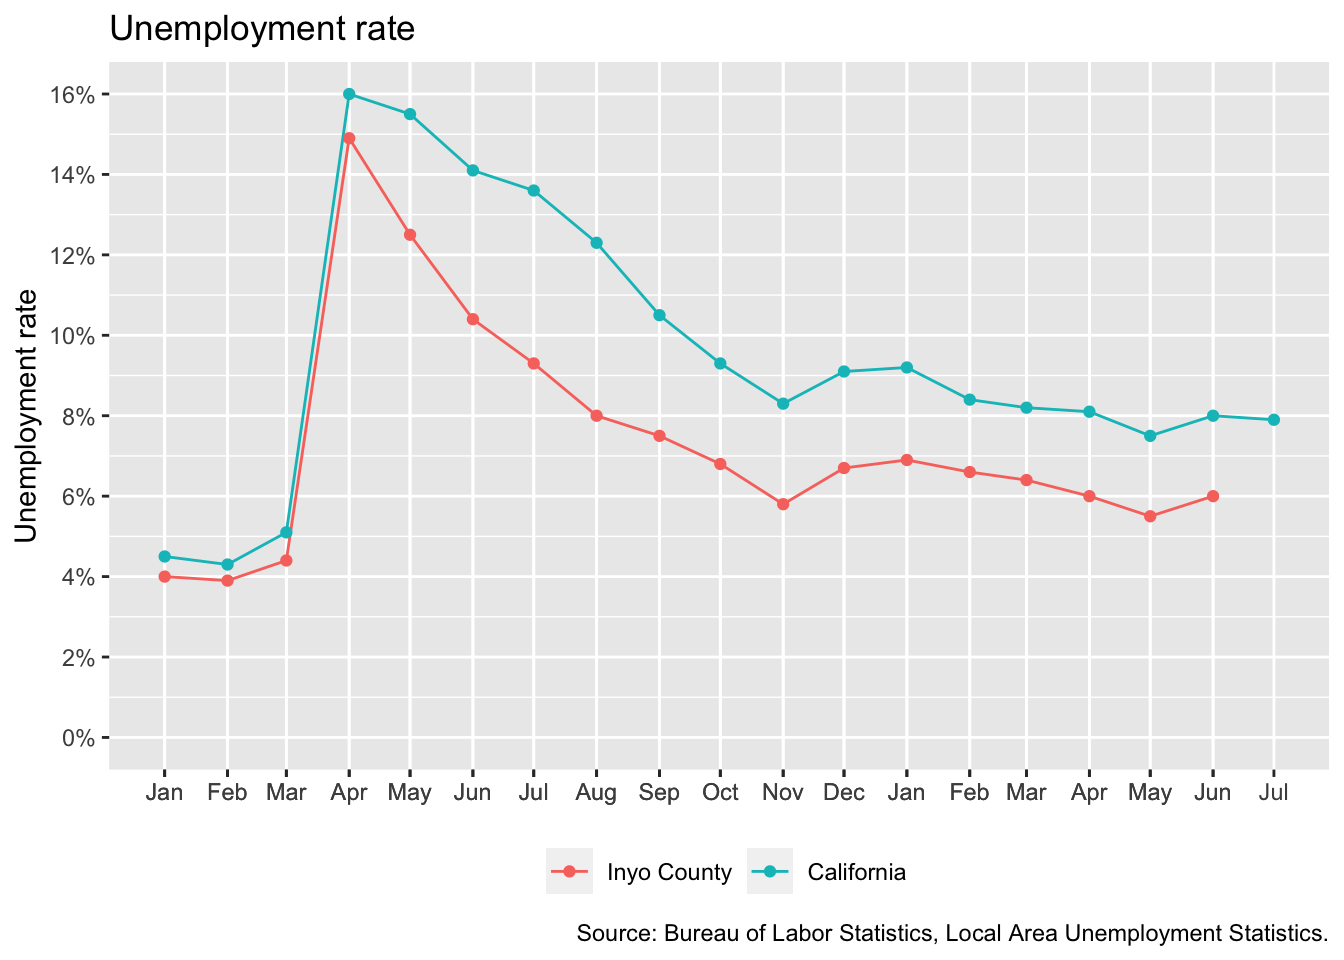 Unemployment rate
Unemployment rate
16%
14%
12%
10%
8%
6%
4%
2%
0%
Jan Feb Mar Apr May Jun Jul Aug Sep Oct Nov Dec Jan Feb Mar Apr May Jun Jul
Inyo County California
Source: Bureau of Labor Statistics, Local Area Unemployment Statistics.